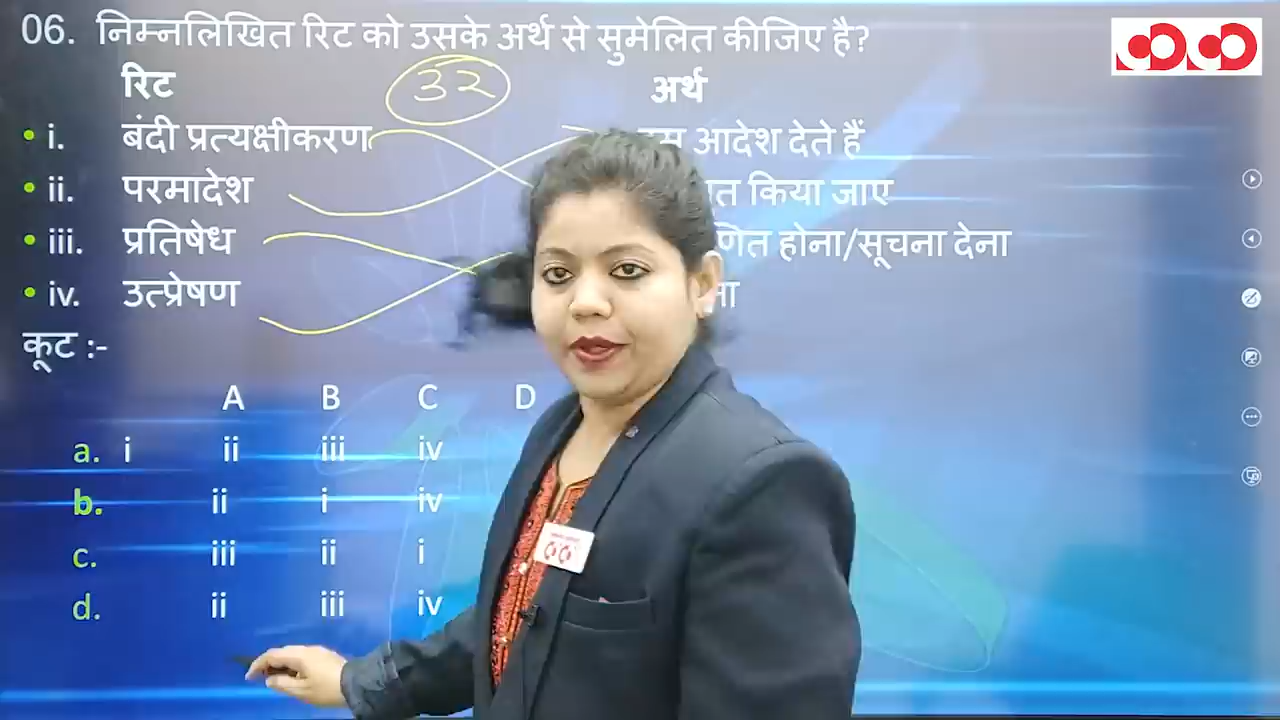 06. निम्नलिखित रिट को उसके अर्थ से सुमेलित कीजिए है?
रिट अर्थ
32
• i. बंदी प्रत्यक्षीकरण आदेश देते हैं
• ii. परमादेश किया जाए
• iii. प्रतिषेध होना/सूचना देना
• iv. उत्प्रेषण
कूट :-
A B C D
a. i ii iii iv
b. ii i iv
c. iii ii i
d. ii iii iv